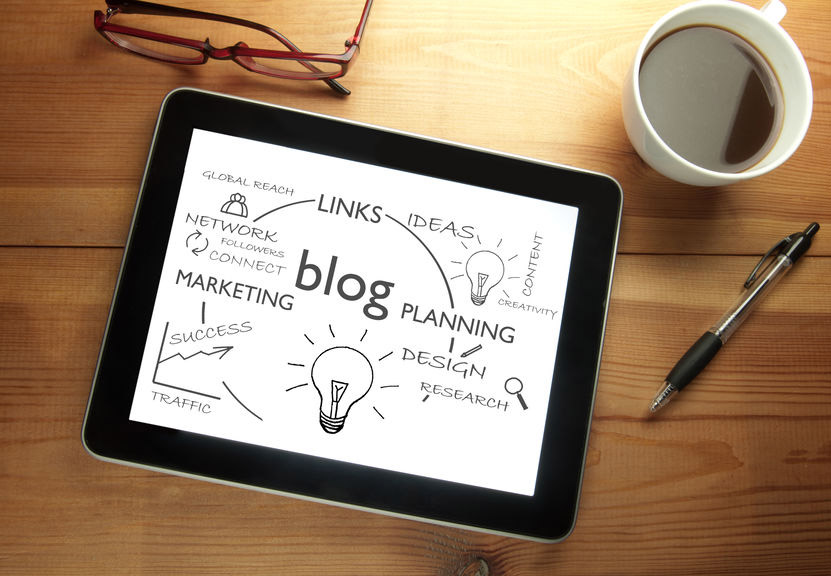 GLOBAL REACH
LINKS
IDEAS
NETWORK
FOLLOWERS
CONNECT
blog
CONTENT
CREATIVITY
MARKETING
PLANNING
SUCCESS
DESIGN
RESEARCH
TRAFFIC